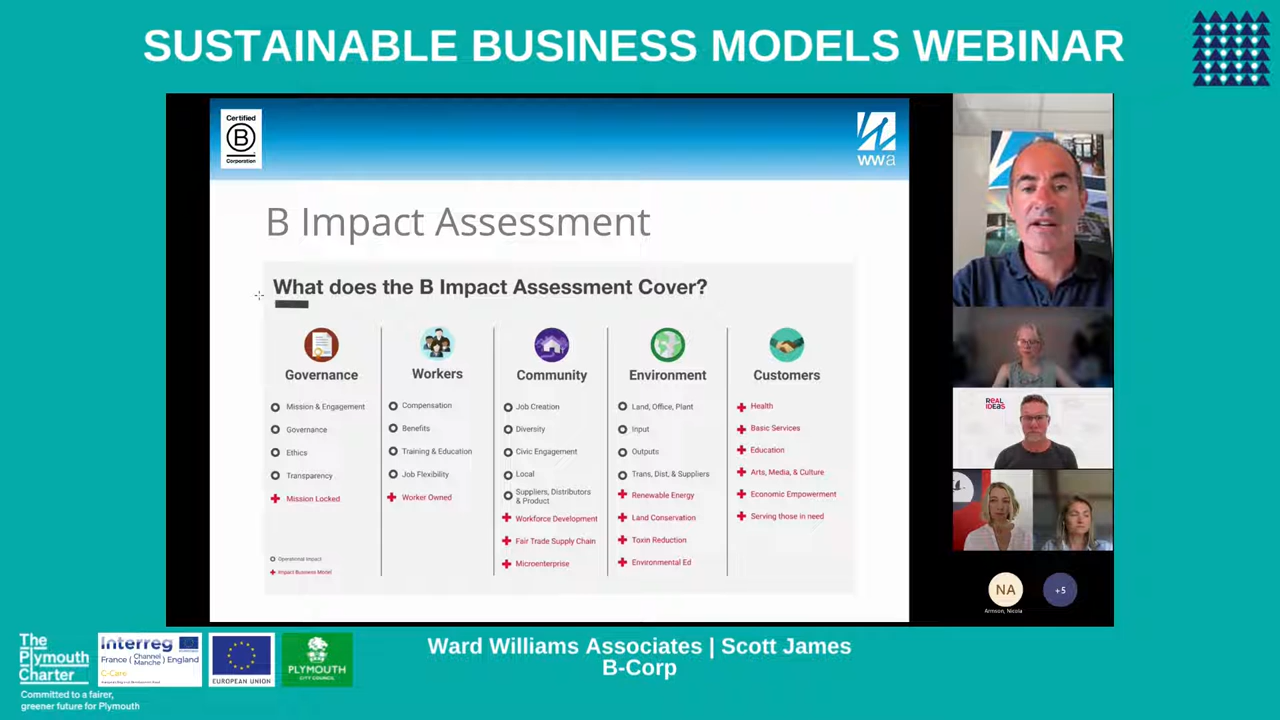 SUSTAINABLE BUSINESS MODELS WEBINAR
Certified
B
Corporation
wwa
B Impact Assessment
What does the B Impact Assessment Cover?
Governance
Mission & Engagement
Governance
Ethics
Transparency
Mission Locked
Operational Impact
Impact Business Model
Workers
Compensation
Benefits
Training & Education
Job Flexibility
Worker Owned
Community
Job Creation
Diversity
Civic Engagement
Local
Suppliers, Distributors
& Product
Workforce Development
Fair Trade Supply Chain
Microenterprise
Environment
Land, Office, Plant
Input
Outputs
Trans, Dist, & Suppliers
Renewable Energy
Land Conservation
Toxin Reduction
Environmental Ed
Customers
Health
Basic Services
Education
Arts, Media, & Culture
Economic Empowerment
Serving those in need
REAL
IDEAS
NA
Armson, Nicola
+5
The
Plymouth
Charter
Committed to a fairer,
greener future for Plymouth
Interreg
France ( Channel Manche ) England
C-Care
EUROPEAN UNION
PLYMOUTH
CITY COUNCIL
Ward Williams Associates | Scott James
B-Corp